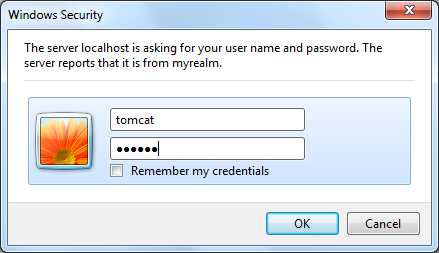 Windows Security
The server localhost is asking for your user name and password. The
server reports that it is from myrealm.
tomcat
●●●●●●
Remember my credentials
OK Cancel